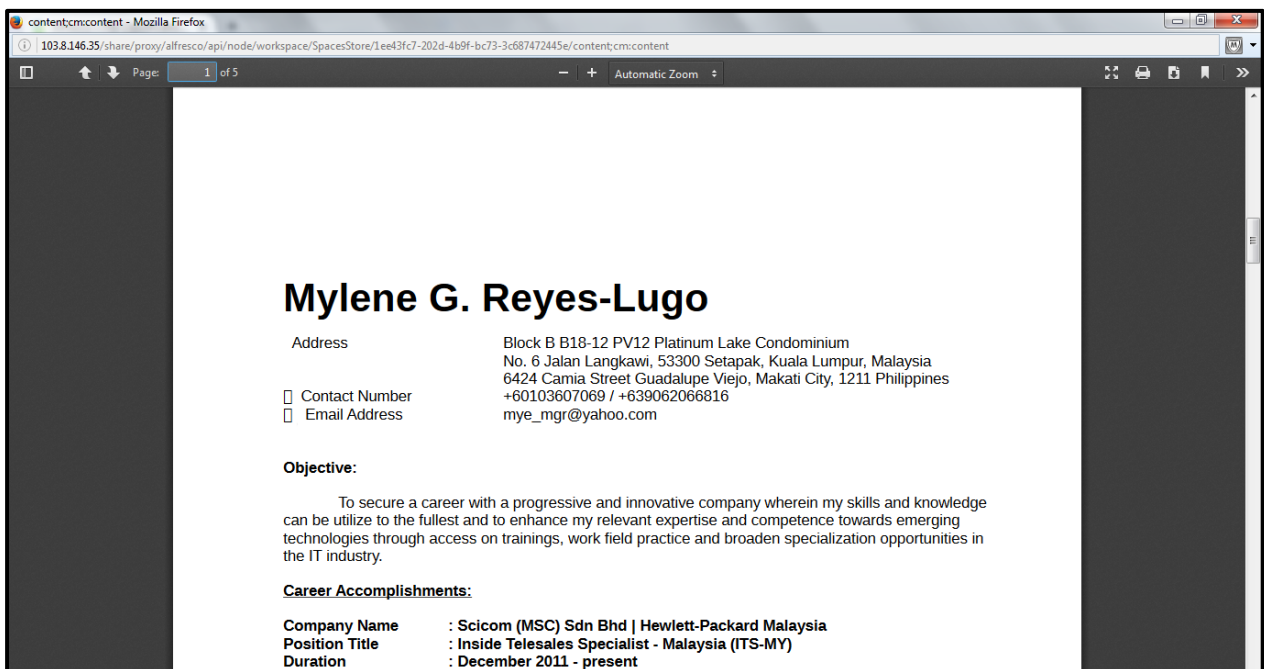 content;cm:content - Mozilla Firefox
103.8.146.35/share/proxy/alfresco/api/node/workspace/SpacesStore/1ee43fc7-202d-4b9f-bc73-3c687472445e/content;cm:content
Page: 1 of 5 Automatic Zoom
Mylene G. Reyes-Lugo
Address Block B B18-12 PV12 Platinum Lake Condominium
No. 6 Jalan Langkawi, 53300 Setapak, Kuala Lumpur, Malaysia
6424 Camia Street Guadalupe Viejo, Makati City, 1211 Philippines
Contact Number +60103607069 / +639062066816
Email Address mye_mgr@yahoo.com
Objective:
To secure a career with a progressive and innovative company wherein my skills and knowledge
can be utilize to the fullest and to enhance my relevant expertise and competence towards emerging
technologies through access on trainings, work field practice and broaden specialization opportunities in
the IT industry.
Career Accomplishments:
Company Name : Scicom (MSC) Sdn Bhd | Hewlett-Packard Malaysia
Position Title : Inside Telesales Specialist - Malaysia (ITS-MY)
Duration : December 2011 - present